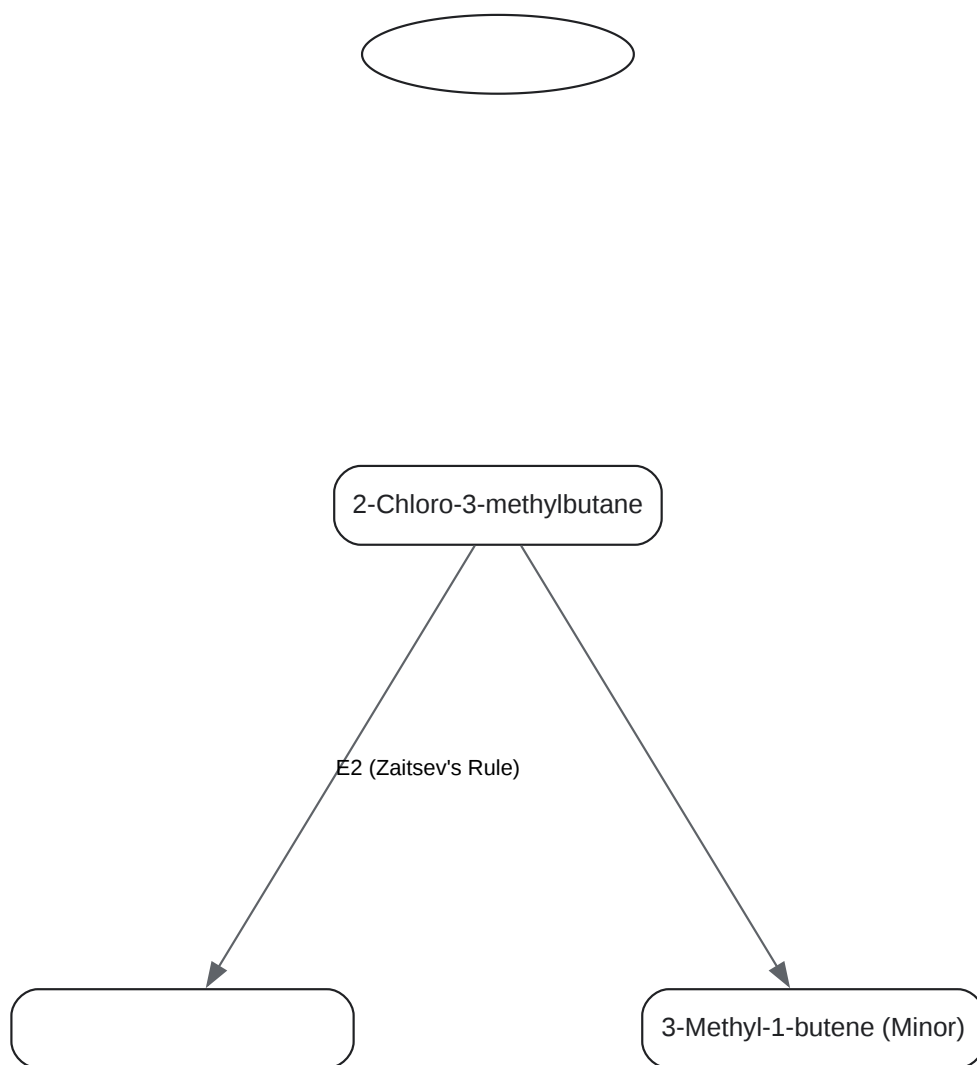 2-Chloro-3-methylbutane
E2 (Zaitsev's Rule)
3-Methyl-1-butene (Minor)